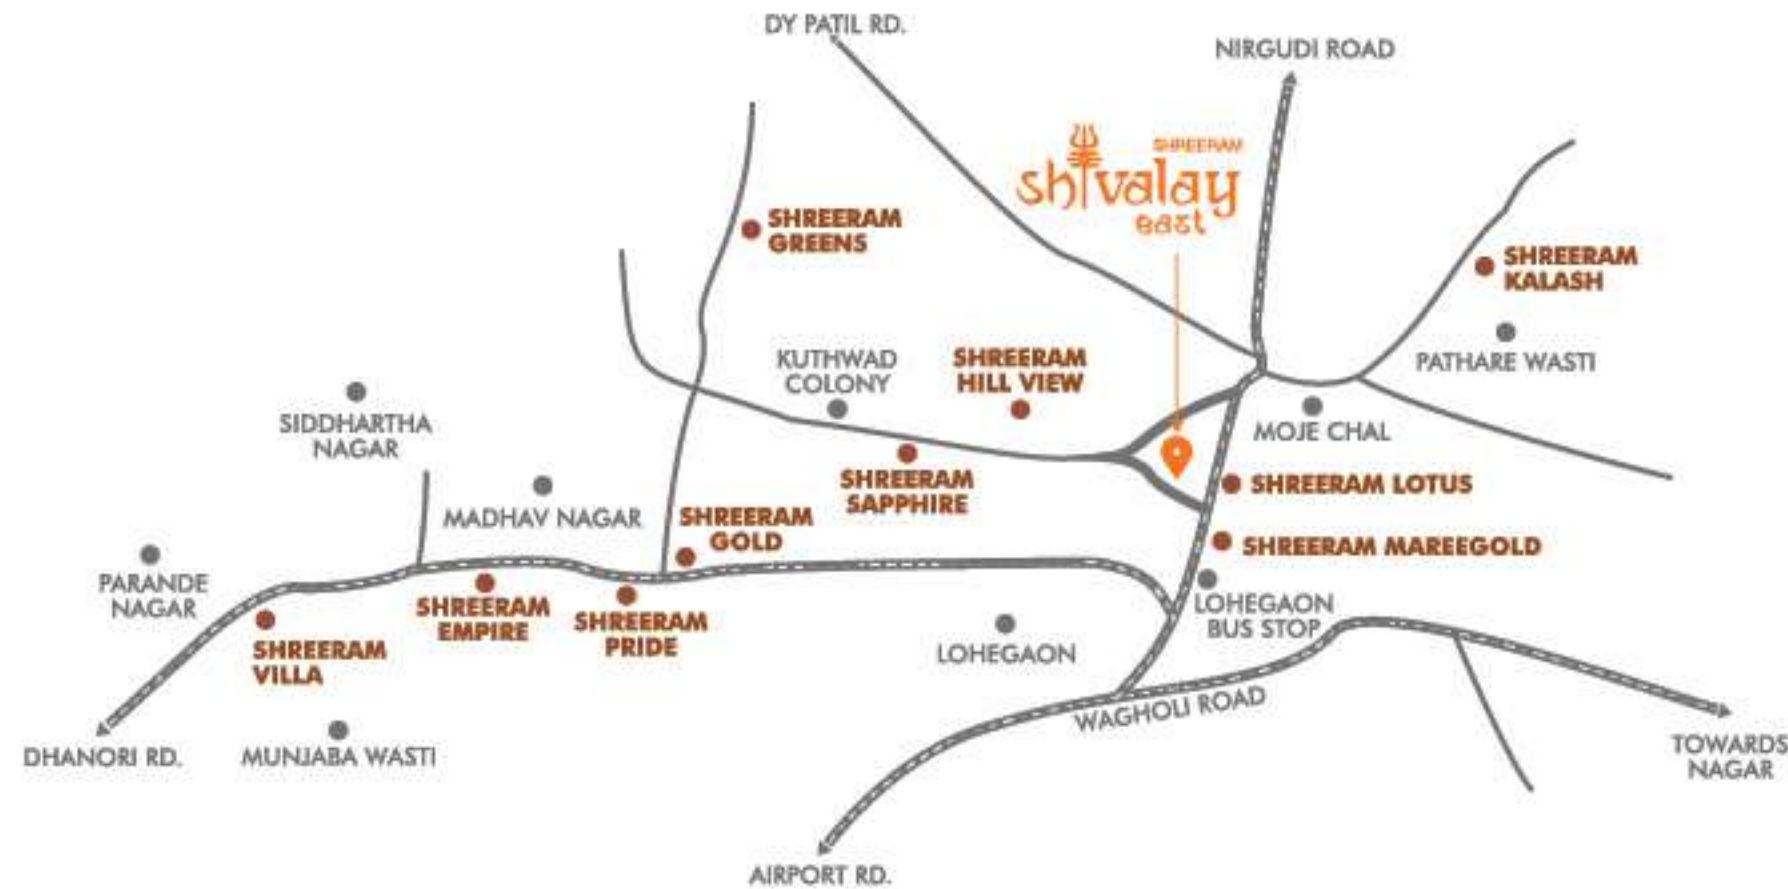 DY PATIL RD.
NIRGUDI ROAD
SHREERAM
shivalay
east
SHREERAM
GREENS
SHREERAM
KALASH
PATHARE WASTI
KUTHWAD
COLONY
SHREERAM
HILL VIEW
SIDDHARTHA
NAGAR
MOJE CHAL
SHREERAM
SAPPHIRE
SHREERAM LOTUS
MADHAV NAGAR
SHREERAM
GOLD
SHREERAM MAREEGOLD
PARANDE
NAGAR
SHREERAM
EMPIRE
SHREERAM
PRIDE
LOHEGAON
BUS STOP
SHREERAM
VILLA
LOHEGAON
WAGHOLI ROAD
DHANORI RD.
MUNJABA WASTI
TOWARDS
NAGAR
AIRPORT RD.